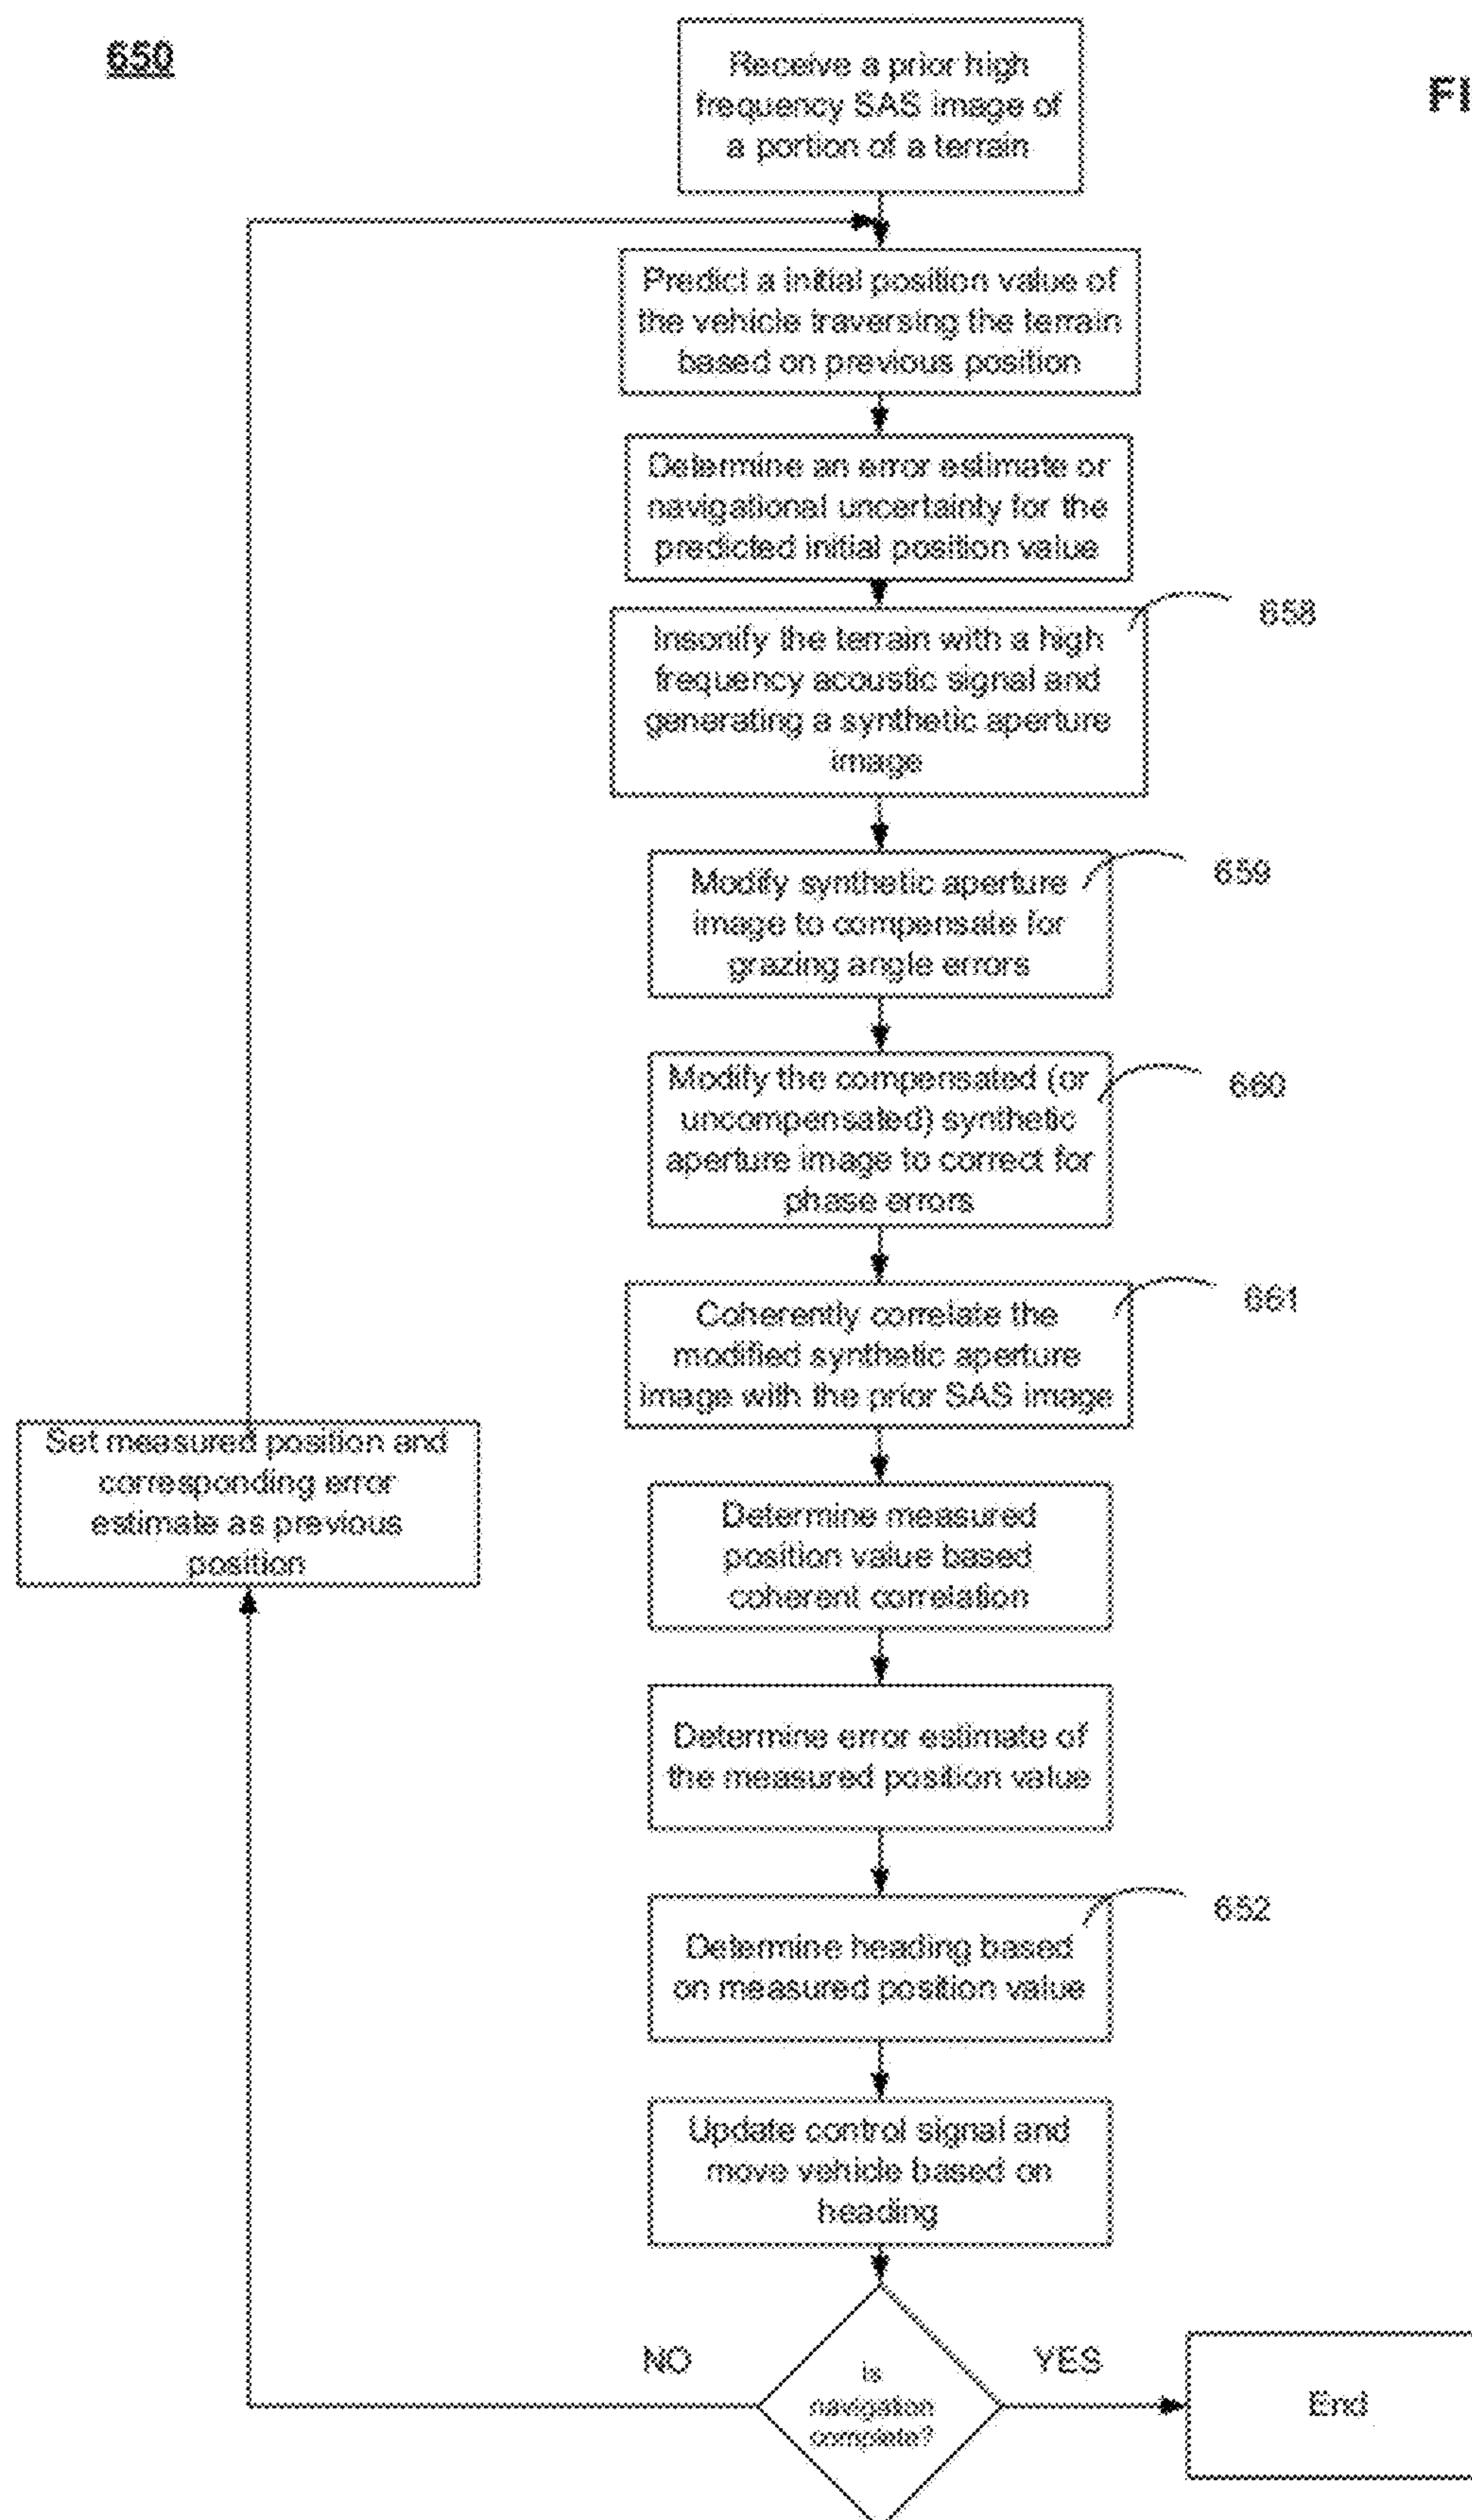 650
FI
Receive a prior high
frequency SAS image of
a portion of a terrain
Predict a initial position value of
the vehicle traversing the terrain
based on previous position
Determine an error estimate or
navigational uncertainty for the
predicted initial position value
658
Insonify the terrain with a high
frequency acoustic signal and
generating a synthetic aperture
image
659
Modify synthetic aperture
image to compensate for
grazing angle errors
660
Modify the compensated (or
uncompensated) synthetic
aperture image to correct for
phase errors
661
Coherently correlate the
modified synthetic aperture
image with the prior SAS image
Set measured position and
corresponding error
estimate as previous
position
Determine measured
position value based
coherent correlation
Determine error estimate of
the measured position value
652
Determine heading based
on measured position value
Update control signal and
move vehicle based on
heading
NO
YES
is
navigation
complete?
End